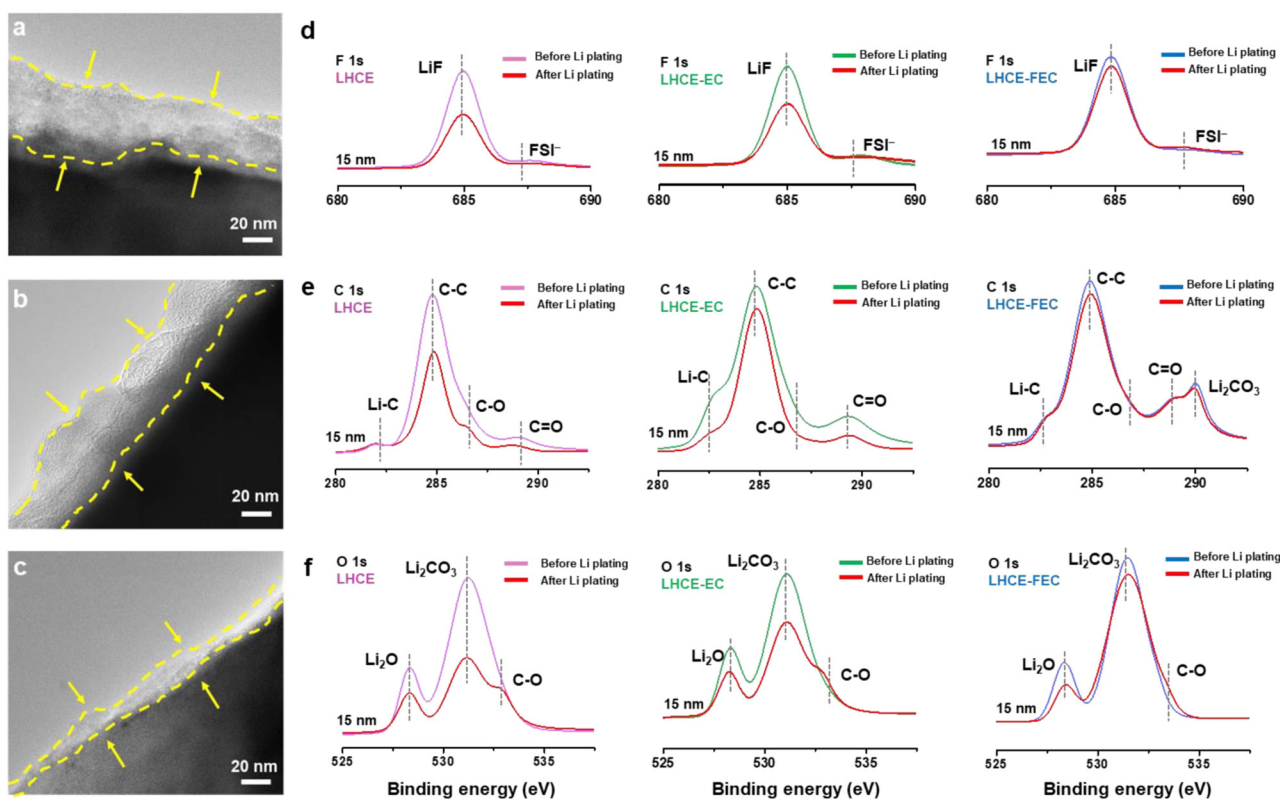 a
20 nm
b
20 nm
c
20 nm
d
F 1s
LHCE
LiF
Before Li plating
After Li plating
FSI⁻
15 nm
680 685 690
F 1s
LHCE-EC
LiF
Before Li plating
After Li plating
FSI⁻
15 nm
680 685 690
F 1s
LHCE-FEC
LiF
Before Li plating
After Li plating
FSI⁻
15 nm
680 685 690
e
C 1s
LHCE
C-C
Before Li plating
After Li plating
Li-C
C-O
C=O
15 nm
280 285 290
C 1s
LHCE-EC
C-C
Before Li plating
After Li plating
Li-C
C-O
C=O
15 nm
280 285 290
C 1s
LHCE-FEC
C-C
Before Li plating
After Li plating
Li-C
C-O
C=O
Li₂CO₃
15 nm
280 285 290
f
O 1s
LHCE
Li₂CO₃
Before Li plating
After Li plating
Li₂O
C-O
15 nm
525 530 535
Binding energy (eV)
O 1s
LHCE-EC
Li₂CO₃
Before Li plating
After Li plating
Li₂O
C-O
15 nm
525 530 535
Binding energy (eV)
O 1s
LHCE-FEC
Li₂CO₃
Before Li plating
After Li plating
Li₂O
C-O
15 nm
525 530 535
Binding energy (eV)